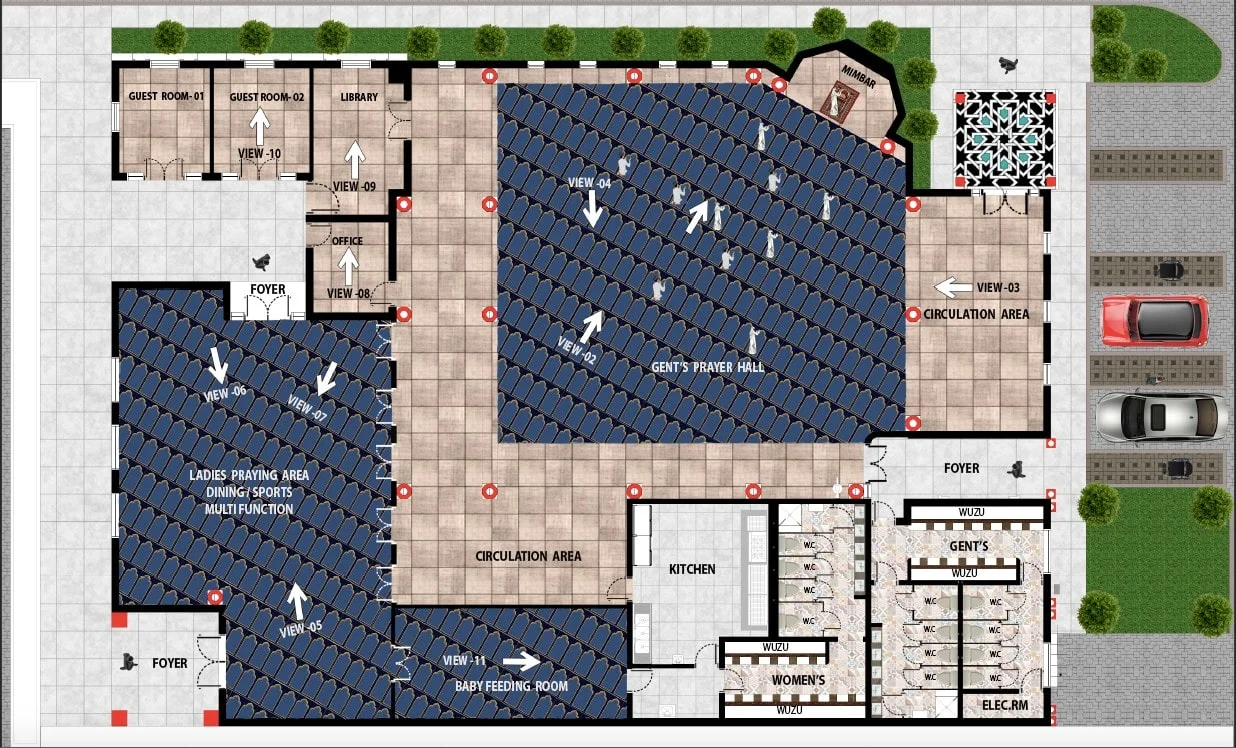 MIMBAR
GUEST ROOM-01
GUEST ROOM-02
LIBRARY
VIEW -10
VIEW -09
VIEW -04
OFFICE
VIEW -08
FOYER
VIEW -03
CIRCULATION AREA
VIEW -02
GENT'S PRAYER HALL
VIEW -06
VIEW -07
LADIES PRAYING AREA
DINING / SPORTS
MULTI FUNCTION
FOYER
WUZU
GENT'S
WUZU
CIRCULATION AREA
KITCHEN
W.C
W.C
W.C
W.C
W.C
W.C
W.C
W.C
W.C
W.C
W.C
W.C
VIEW -05
FOYER
VIEW -11
BABY FEEDING ROOM
WUZU
WOMEN'S
WUZU
ELEC.RM